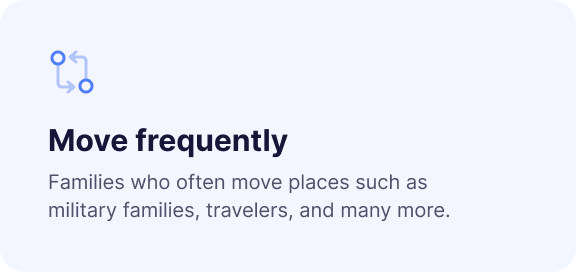 Move frequently
Families who often move places such as
military families, travelers, and many more.